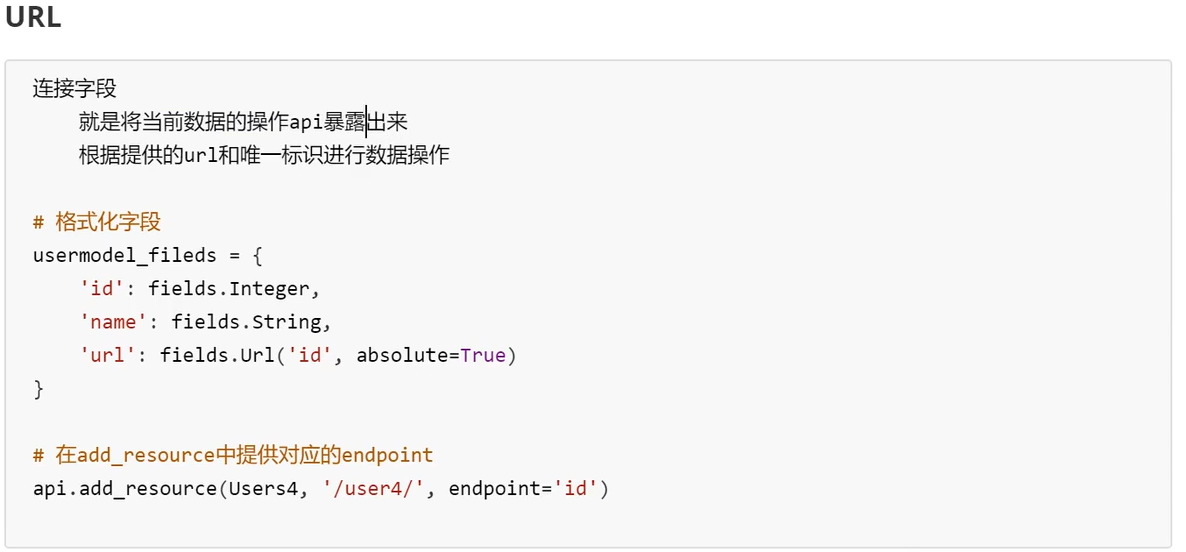 URL
连接字段
    就是将当前数据的操作api暴露出来
    根据提供的url和唯一标识进行数据操作
# 格式化字段
usermodel_fileds = {
    'id': fields.Integer,
    'name': fields.String,
    'url': fields.Url('id', absolute=True)
}
# 在add_resource中提供对应的endpoint
api.add_resource(Users4, '/user4/', endpoint='id')